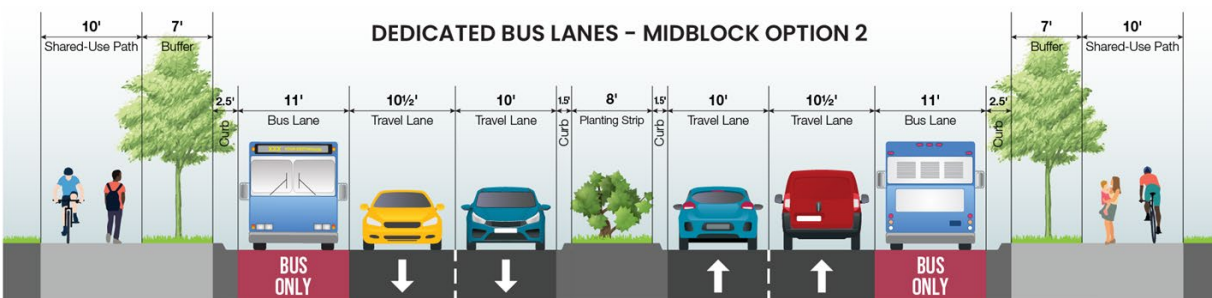 DEDICATED BUS LANES - MIDBLOCK OPTION 2
10'
Shared-Use Path
7'
Buffer
2.5'
Curb
11'
Bus Lane
10½'
Travel Lane
10'
Travel Lane
1.5'
Curb
8'
Planting Strip
1.5'
Curb
10'
Travel Lane
10½'
Travel Lane
11'
Bus Lane
2.5'
Curb
7'
Buffer
10'
Shared-Use Path
BUS
ONLY
BUS
ONLY